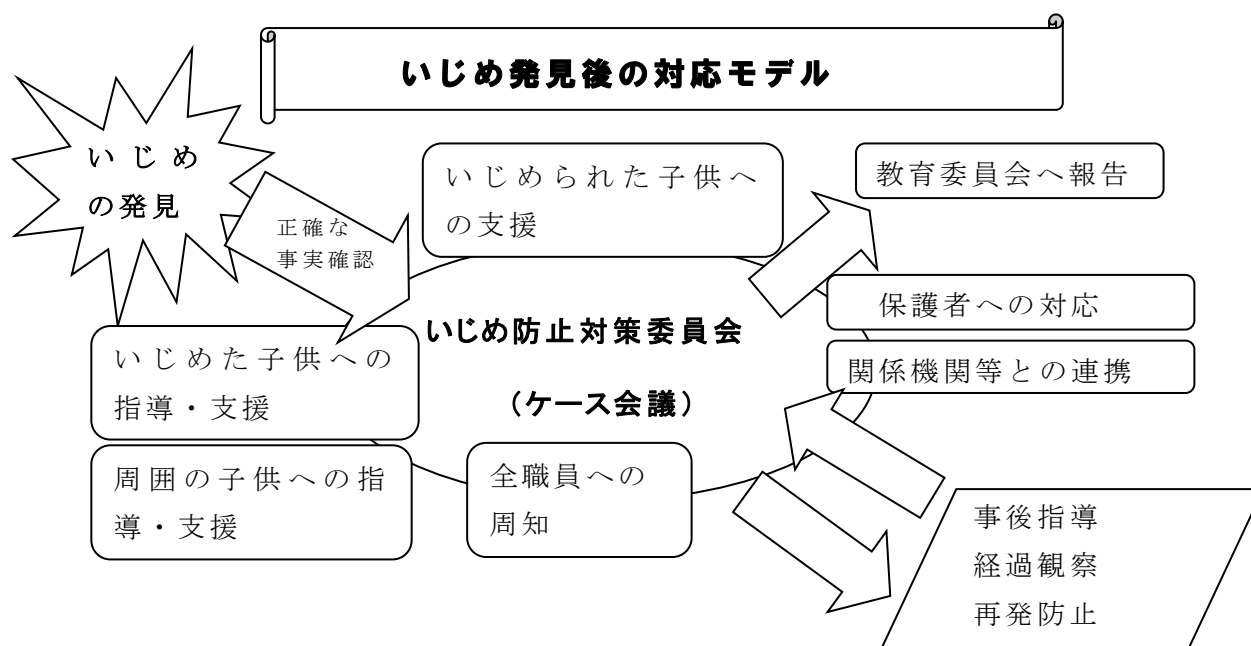 いじめ発見後の対応モデル
いじめ
の発見
正確な
事実確認
いじめられた子供へ
の支援
教育委員会へ報告
保護者への対応
関係機関等との連携
いじめ防止対策委員会
（ケース会議）
いじめた子供への
指導・支援
周囲の子供への指
導・支援
全職員への
周知
事後指導
経過観察
再発防止